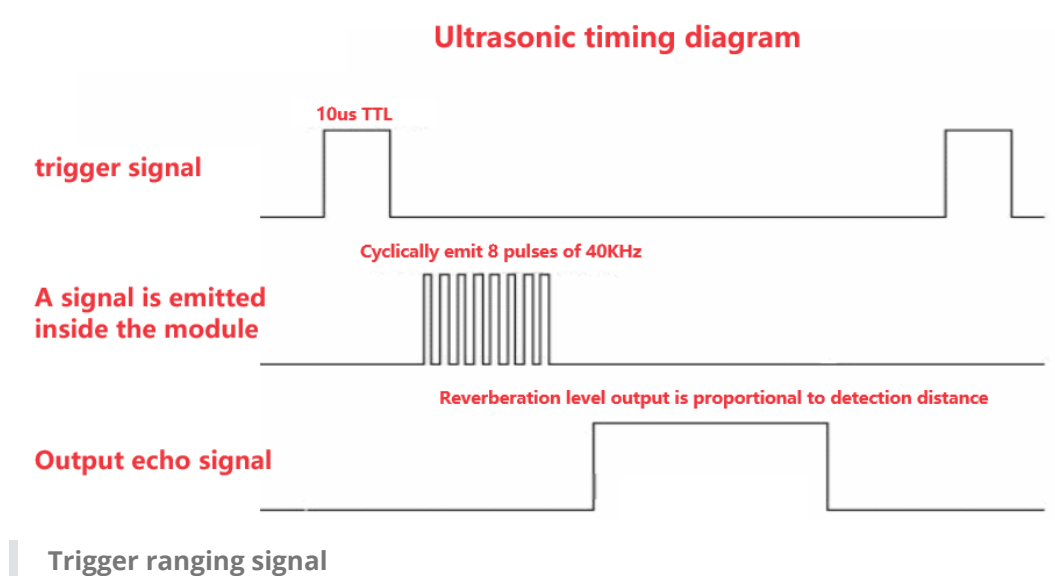 Ultrasonic timing diagram
10us TTL
trigger signal
Cyclically emit 8 pulses of 40KHz
A signal is emitted
inside the module
Reverberation level output is proportional to detection distance
Output echo signal
Trigger ranging signal